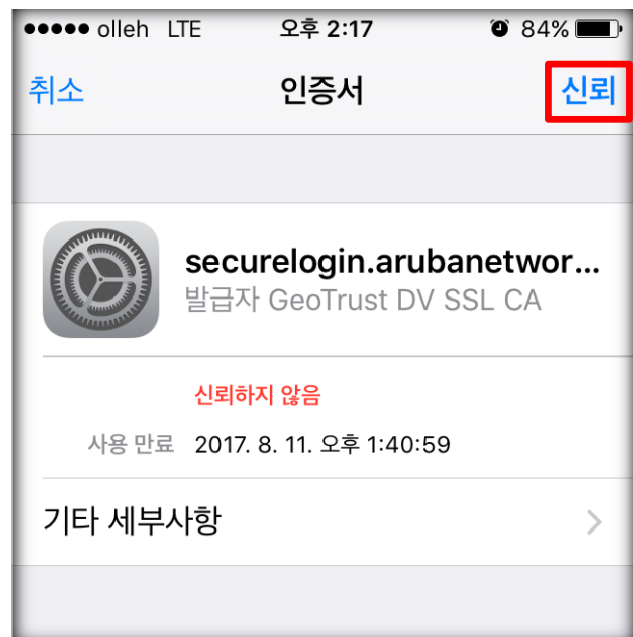 olleh LTE 오후 2:17 84%
취소 인증서 신뢰
securelogin.arubanetwor...
발급자 GeoTrust DV SSL CA
신뢰하지 않음
사용 만료 2017. 8. 11. 오후 1:40:59
기타 세부사항